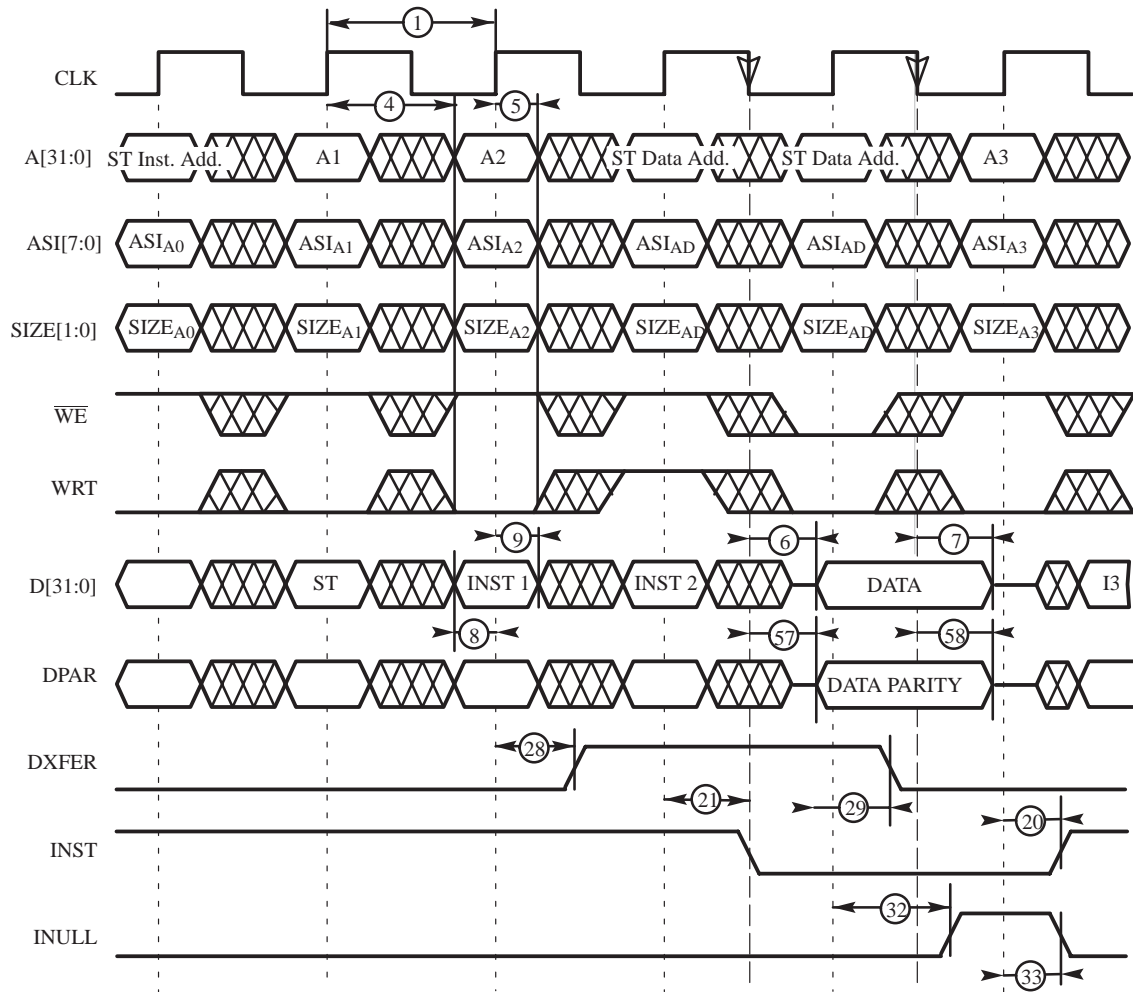 1
CLK
4 5
A[31:0] ST Inst. Add. A1 A2 ST Data Add. ST Data Add. A3
ASI[7:0] ASIA0 ASIA1 ASIA2 ASIAD ASIAD ASIA3
SIZE[1:0] SIZEA0 SIZEA1 SIZEA2 SIZEAD SIZEAD SIZEA3
WE
WRT
9 6 7
D[31:0] ST INST 1 INST 2 DATA I3
8 57 58
DPAR DATA PARITY
28
DXFER
21 29 20
INST
32
INULL
33